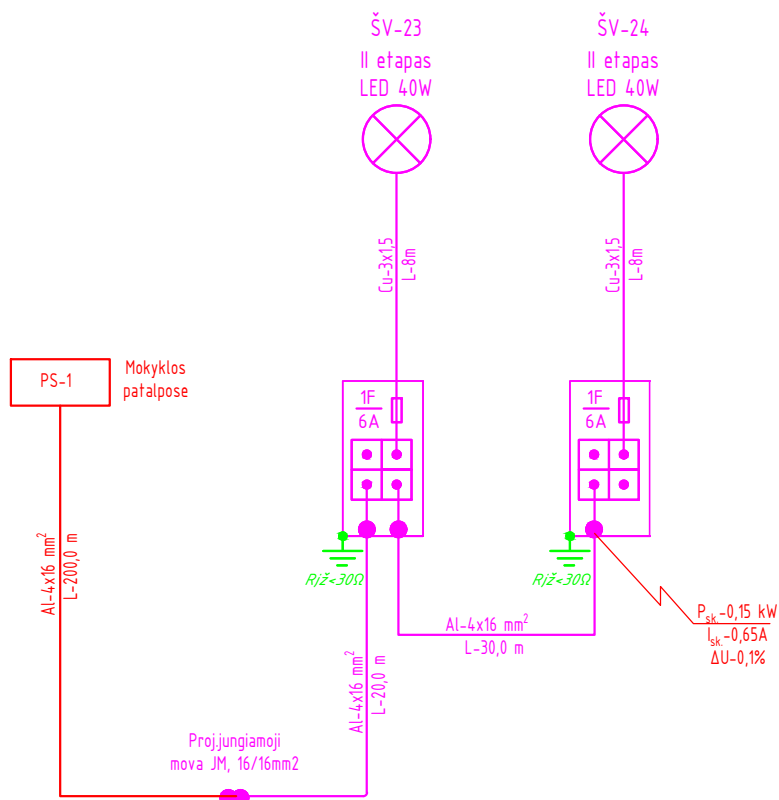 ŠV-23
II etapas
LED 40W
ŠV-24
II etapas
LED 40W
Cu-3x1,5
L-8m
Cu-3x1,5
L-8m
PS-1
Mokyklos
patalpose
1F
6A
1F
6A
Rįž<30Ω
Rįž<30Ω
Al-4x16 mm²
L-200,0 m
Al-4x16 mm²
L-20,0 m
Al-4x16 mm²
L-30,0 m
Psk.-0,15 kW
Isk.-0,65A
ΔU-0,1%
Proj.jungiamoji
mova JM, 16/16mm2